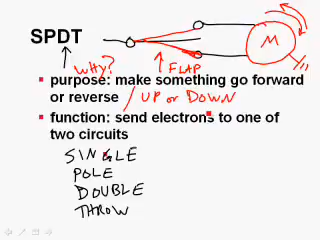 SPDT
M
WHY?
FLAP
purpose: make something go forward
or reverse / UP or DOWN
function: send electrons to one of
two circuits
SINGLE
POLE
DOUBLE
THROW